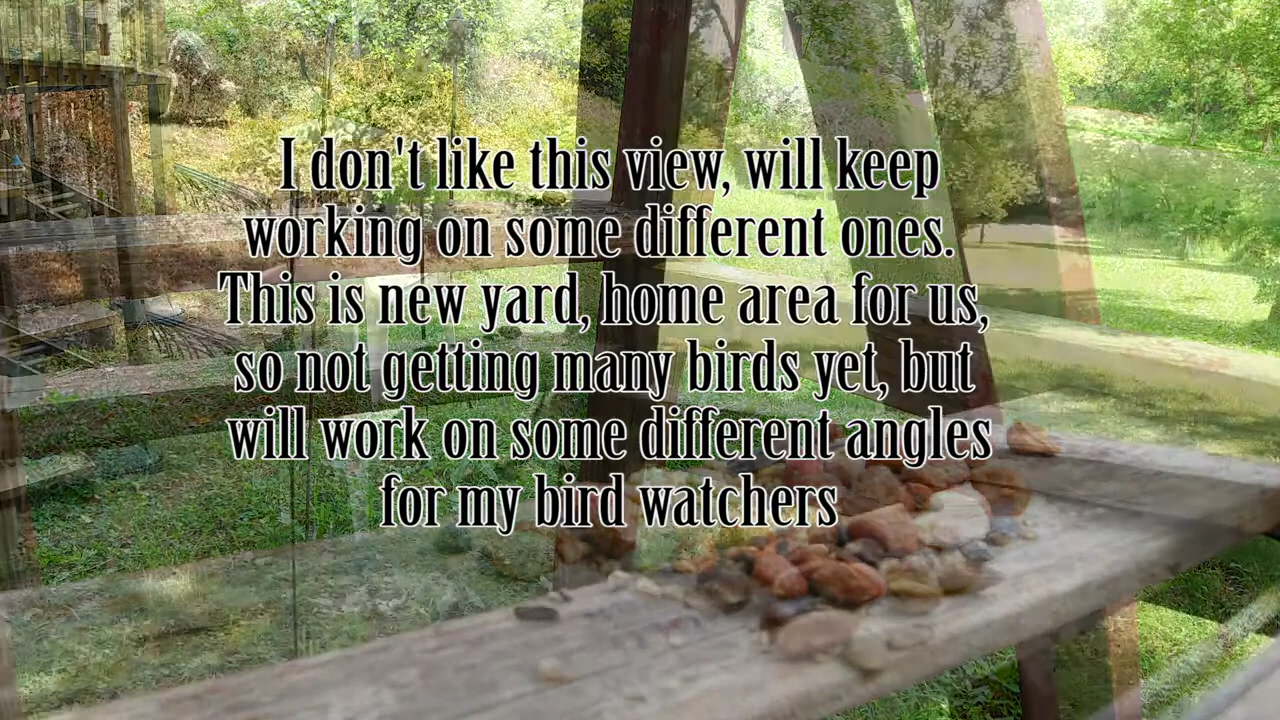 I don't like this view, will keep
working on some different ones.
This is new yard, home area for us,
so not getting many birds yet, but
will work on some different angles
for my bird watchers